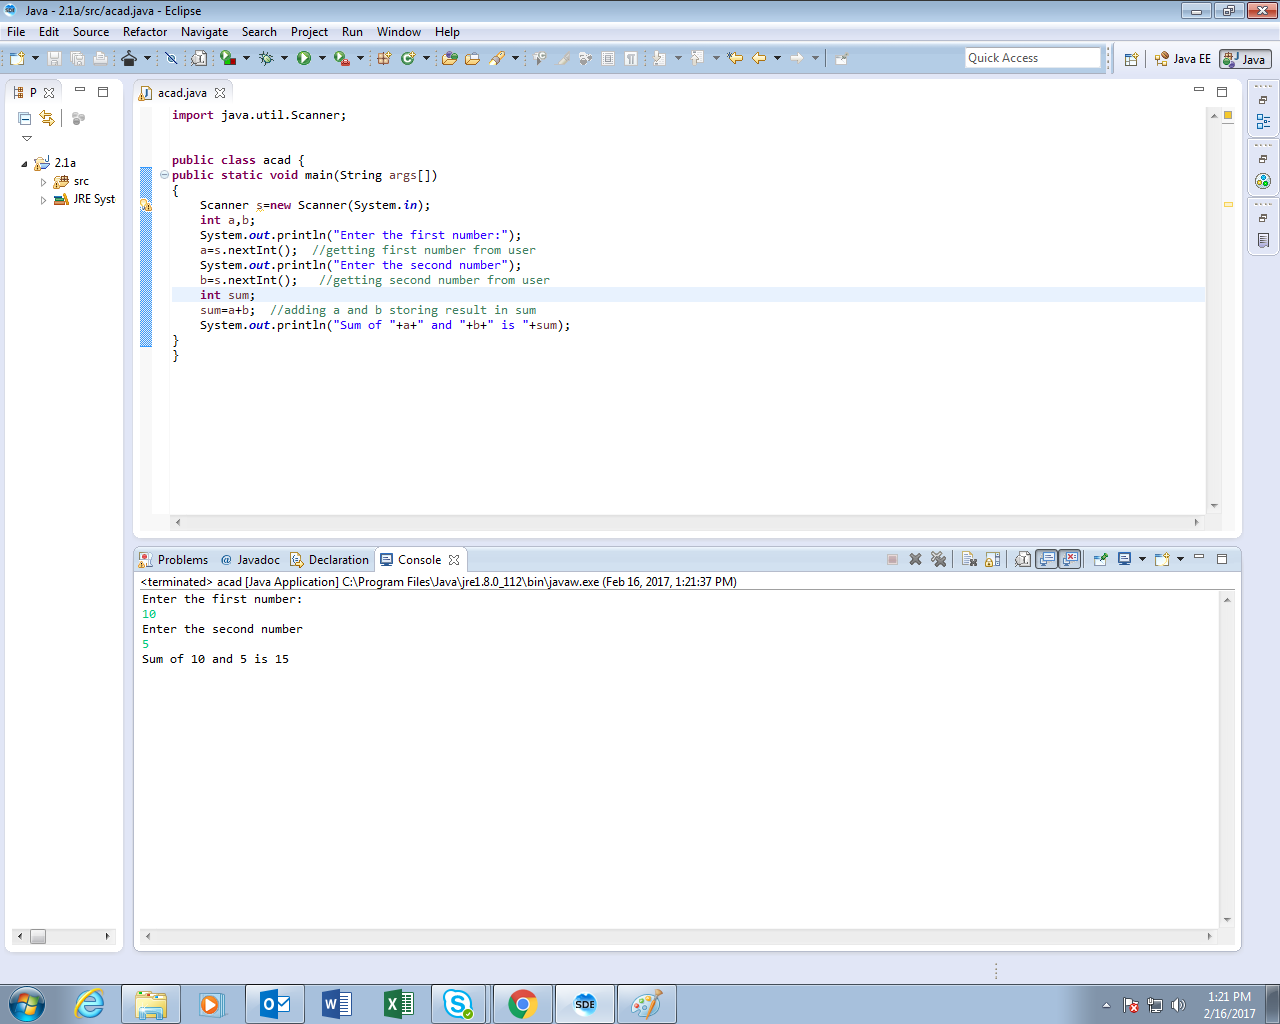 Java - 2.1a/src/acad.java - Eclipse
File Edit Source Refactor Navigate Search Project Run Window Help
Quick Access
Java EE
Java
P
2.1a
src
JRE Syst
acad.java
import java.util.Scanner;
public class acad {
public static void main(String args[])
{
Scanner s=new Scanner(System.in);
int a,b;
System.out.println("Enter the first number:");
a=s.nextInt();  //getting first number from user
System.out.println("Enter the second number");
b=s.nextInt();   //getting second number from user
int sum;
sum=a+b;  //adding a and b storing result in sum
System.out.println("Sum of "+a+" and "+b+" is "+sum);
}
}
Problems @ Javadoc Declaration Console
<terminated> acad [Java Application] C:\Program Files\Java\jre1.8.0_112\bin\javaw.exe (Feb 16, 2017, 1:21:37 PM)
Enter the first number:
10
Enter the second number
5
Sum of 10 and 5 is 15
SDE
1:21 PM
2/16/2017